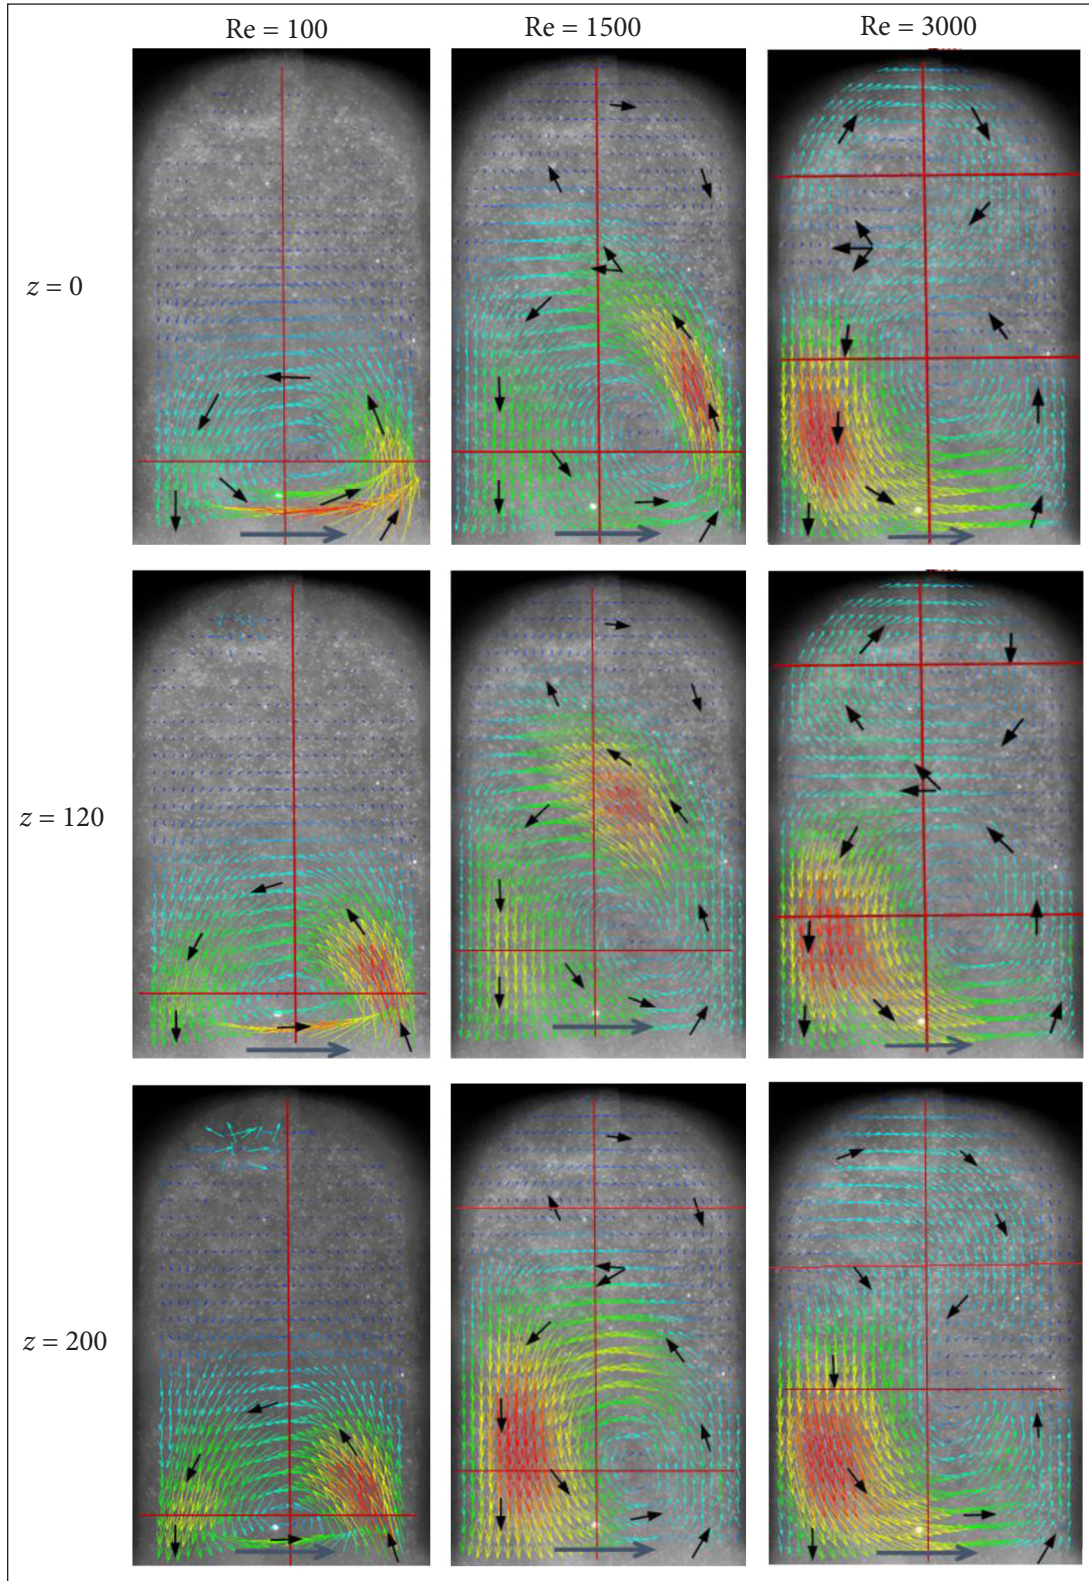 Re = 100
Re = 1500
Re = 3000
z = 0
z = 120
z = 200